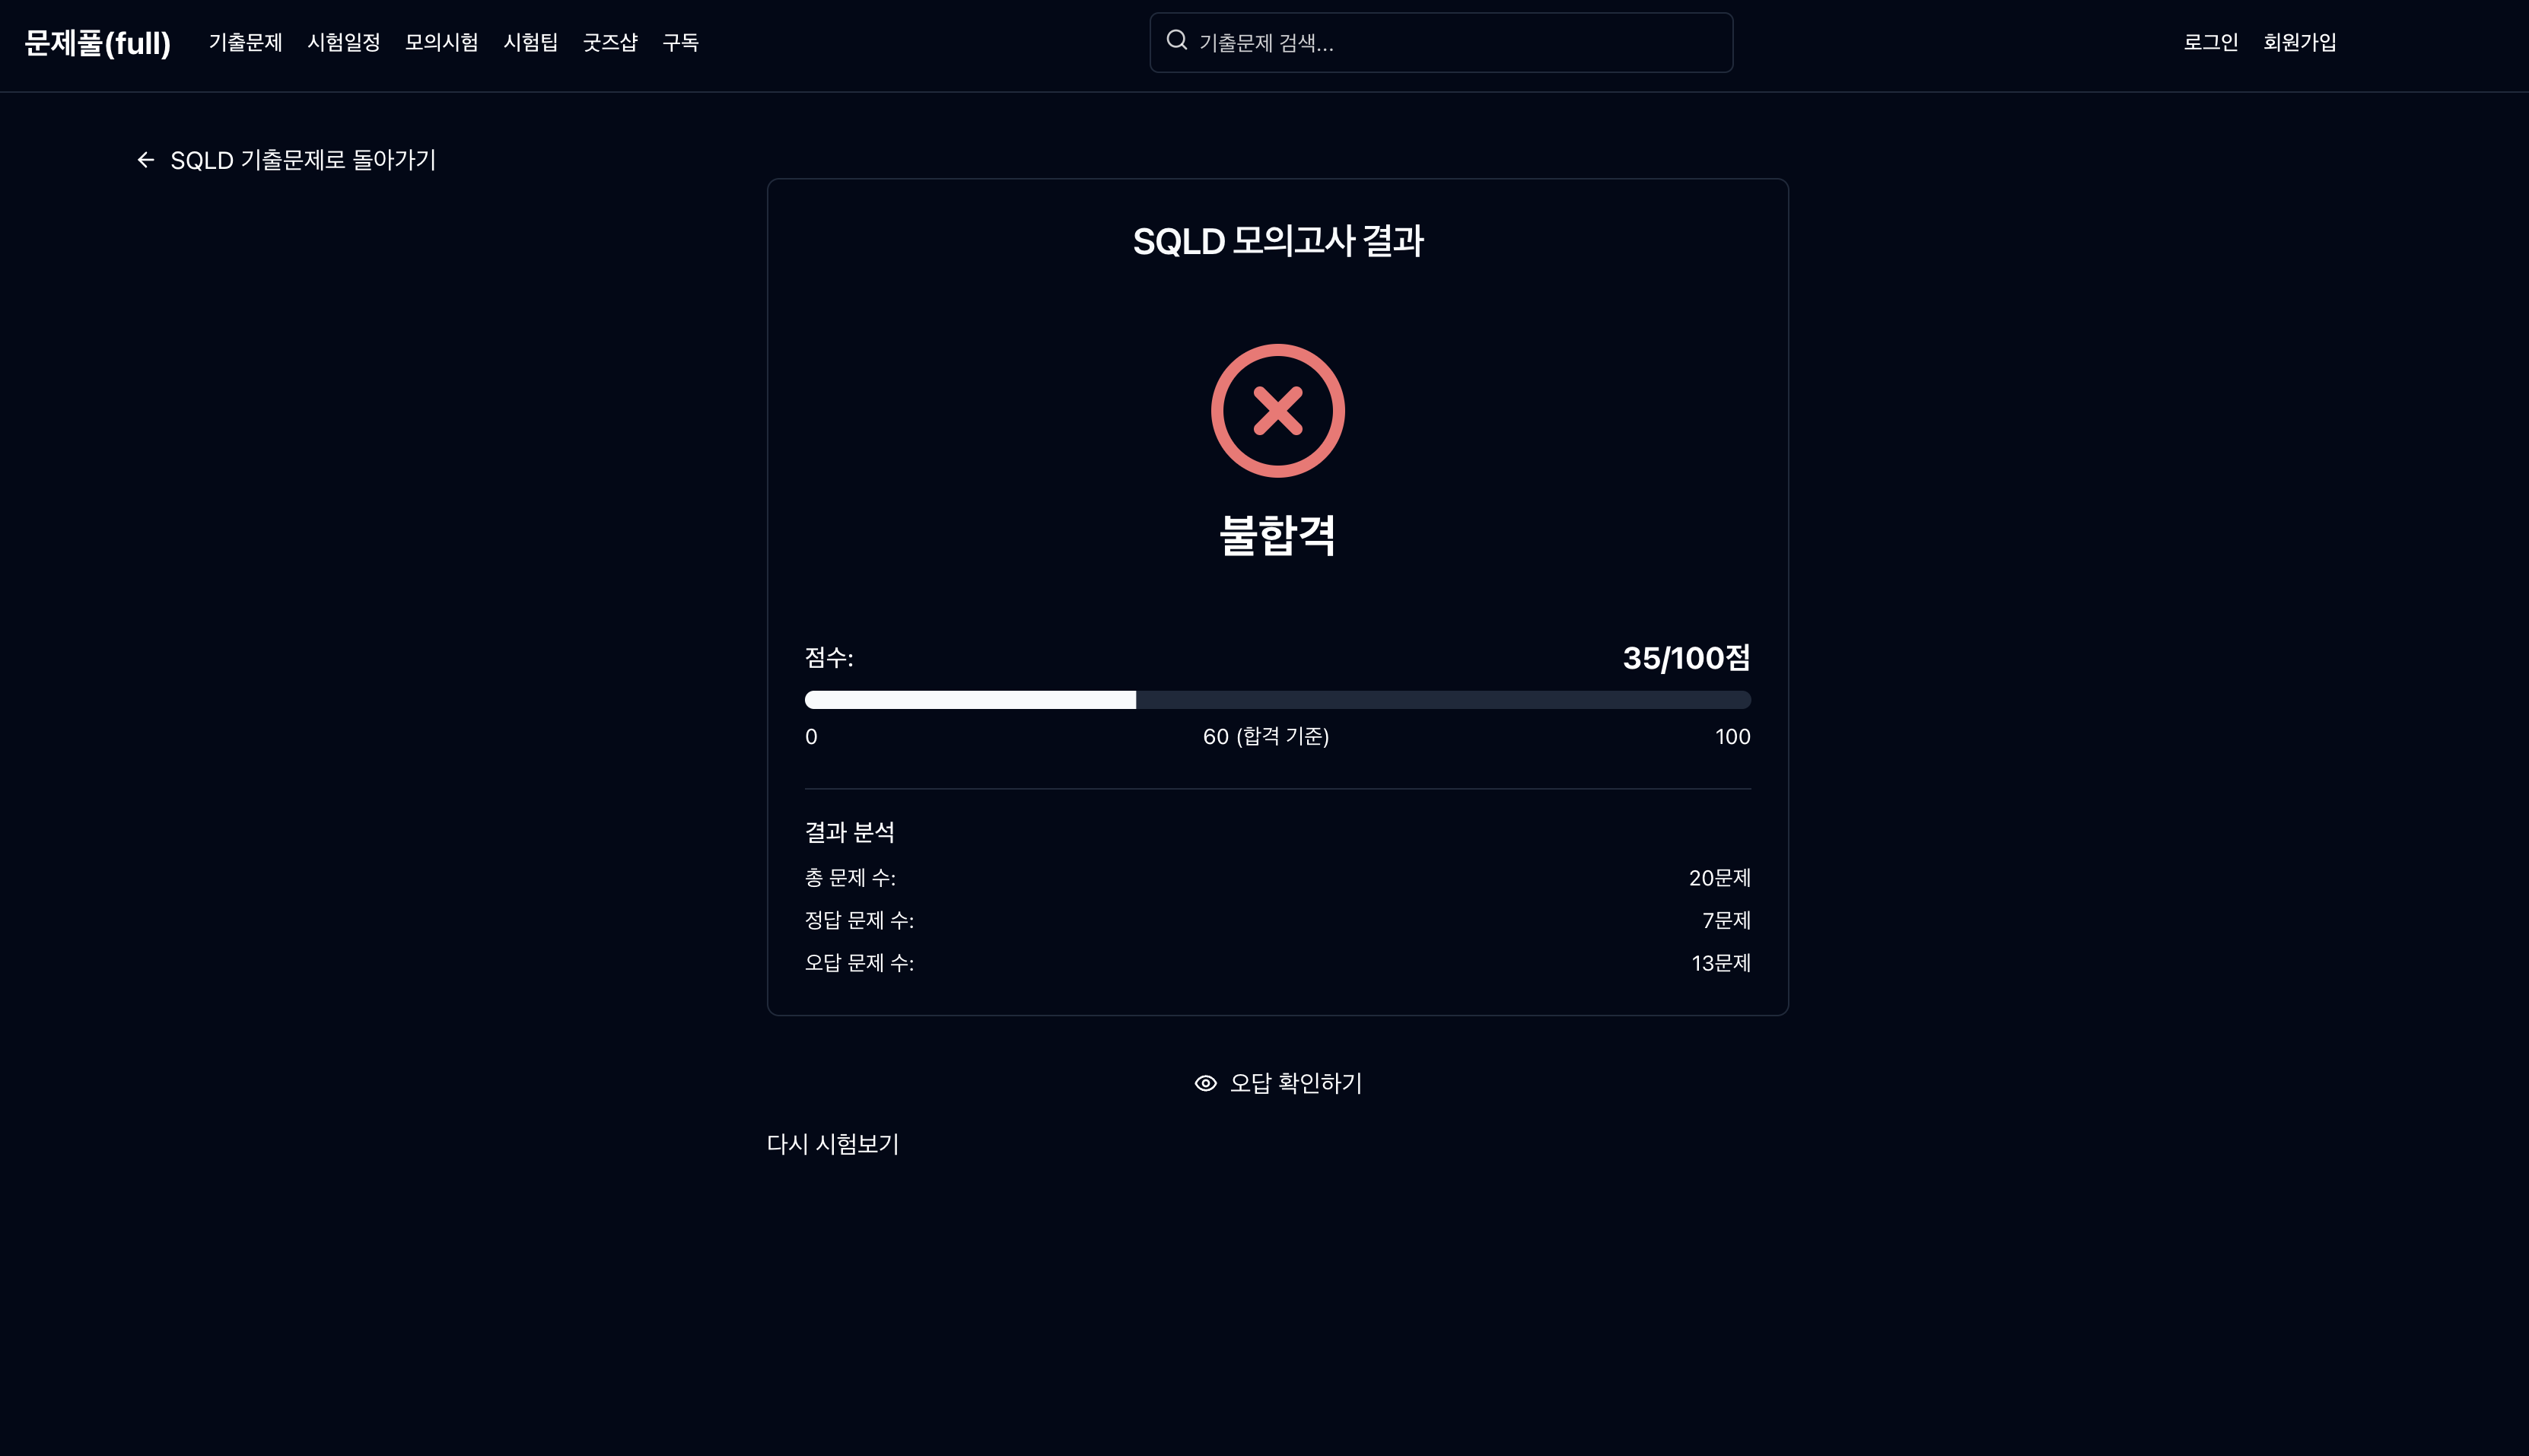 문제풀(full) 기출문제 시험일정 모의시험 시험팁 굿즈샵 구독 기출문제 검색... 로그인 회원가입
SQLD 기출문제로 돌아가기
SQLD 모의고사 결과
불합격
점수: 35/100점
0 60 (합격 기준) 100
결과 분석
총 문제 수: 20문제
정답 문제 수: 7문제
오답 문제 수: 13문제
오답 확인하기
다시 시험보기